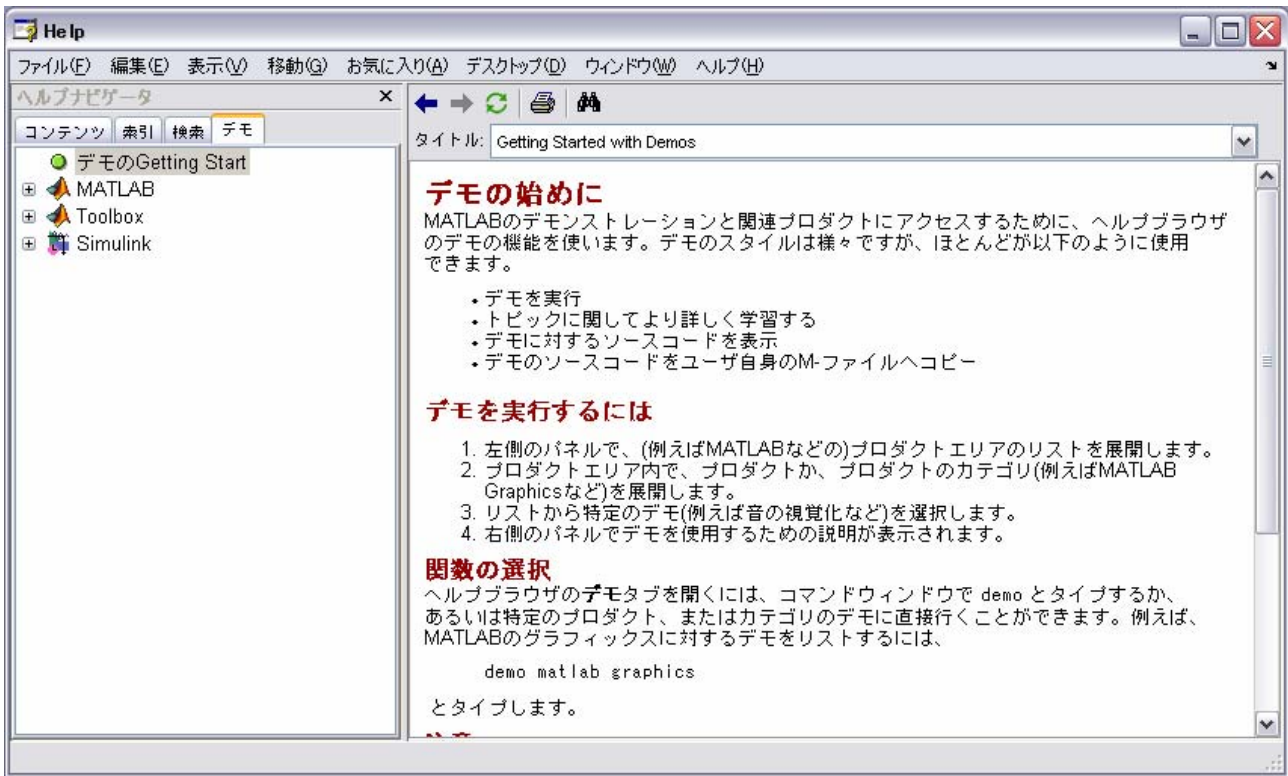 Help
ファイル(F) 編集(E) 表示(V) 移動(G) お気に入り(A) デスクトップ(D) ウィンドウ(W) ヘルプ(H)
ヘルプナビゲータ
コンテンツ 索引 検索 デモ
デモのGetting Start
MATLAB
Toolbox
Simulink
タイトル: Getting Started with Demos
デモの始めに
MATLABのデモンストレーションと関連プロダクトにアクセスするために、ヘルプブラウザ
のデモの機能を使います。デモのスタイルは様々ですが、ほとんどが以下のように使用
できます。
• デモを実行
• トピックに関してより詳しく学習する
• デモに対するソースコードを表示
• デモのソースコードをユーザ自身のM-ファイルへコピー
デモを実行するには
1. 左側のパネルで、(例えばMATLABなどの)プロダクトエリアのリストを展開します。
2. プロダクトエリア内で、プロダクトか、プロダクトのカテゴリ(例えばMATLAB
Graphicsなど)を展開します。
3. リストから特定のデモ(例えば音の視覚化など)を選択します。
4. 右側のパネルでデモを使用するための説明が表示されます。
関数の選択
ヘルプブラウザのデモタブを開くには、コマンドウィンドウで demo とタイプするか、
あるいは特定のプロダクト、またはカテゴリのデモに直接行くことができます。例えば、
MATLABのグラフィックスに対するデモをリストするには、
demo matlab graphics
とタイプします。